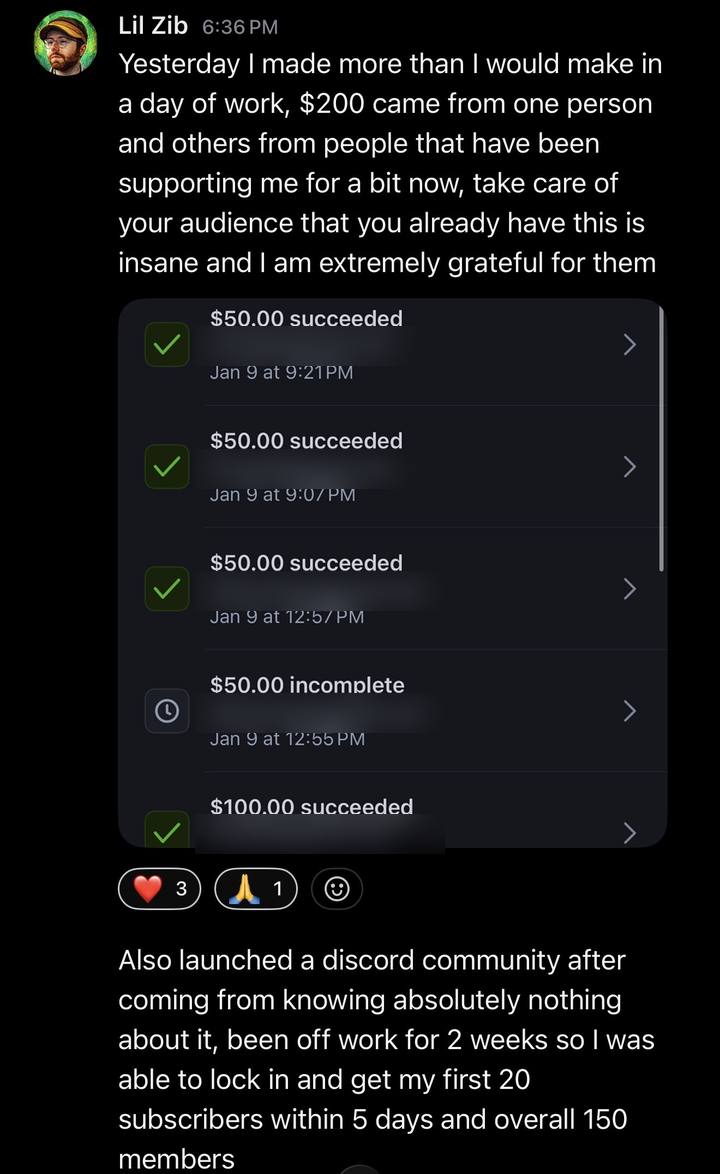 Lil Zib 6:36 PM
Yesterday I made more than I would make in
a day of work, $200 came from one person
and others from people that have been
supporting me for a bit now, take care of
your audience that you already have this is
insane and I am extremely grateful for them
$50.00 succeeded
Jan 9 at 9:21 PM
$50.00 succeeded
Jan 9 at 9:07 PM
$50.00 succeeded
Jan 9 at 12:57 PM
$50.00 incomplete
Jan 9 at 12:55 PM
$100.00 succeeded
3 1
Also launched a discord community after
coming from knowing absolutely nothing
about it, been off work for 2 weeks so I was
able to lock in and get my first 20
subscribers within 5 days and overall 150
members